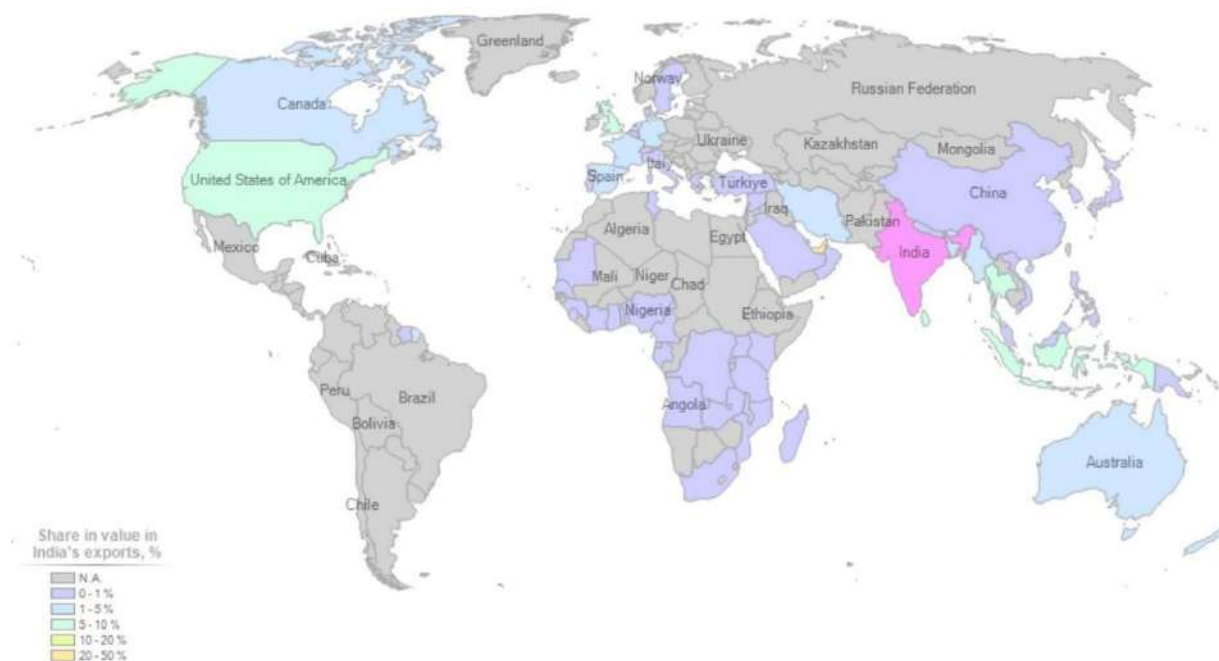 Greenland
Norway
Russian Federation
Canada
Ukraine
Kazakhstan
Mongolia
United States of America
Spain
Italy
Türkiye
China
Iraq
Pakistan
Algeria
Egypt
India
Mexico
Cuba
Mali
Niger
Chad
Nigeria
Ethiopia
Peru
Brazil
Angola
Bolivia
Australia
Chile
Share in value in
India's exports, %
N.A.
0 - 1 %
1 - 5 %
5 - 10 %
10 - 20 %
20 - 50 %